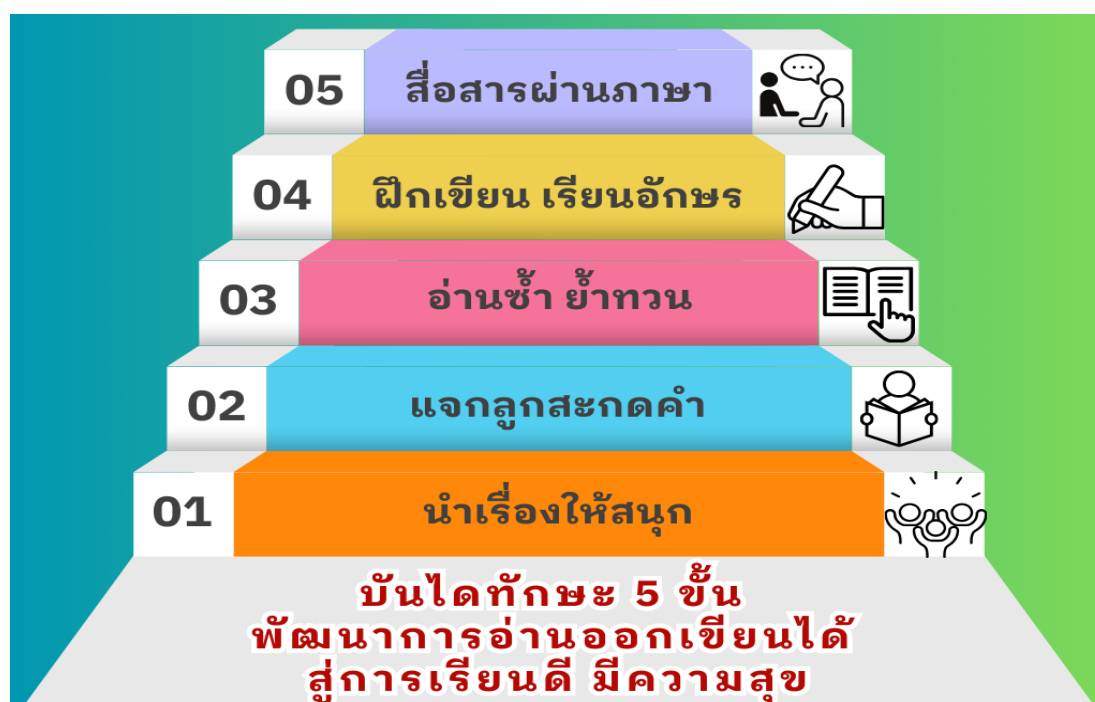 05 สื่อสารผ่านภาษา
04 ฝึกเขียน เรียนอักษร
03 อ่านซ้ำ ย้ำทวน
02 แจกลูกสะกดคำ
01 นำเรื่องให้สนุก
บันไดทักษะ 5 ขั้น
พัฒนาการอ่านออกเขียนได้
สู่การเรียนดี มีความสุข